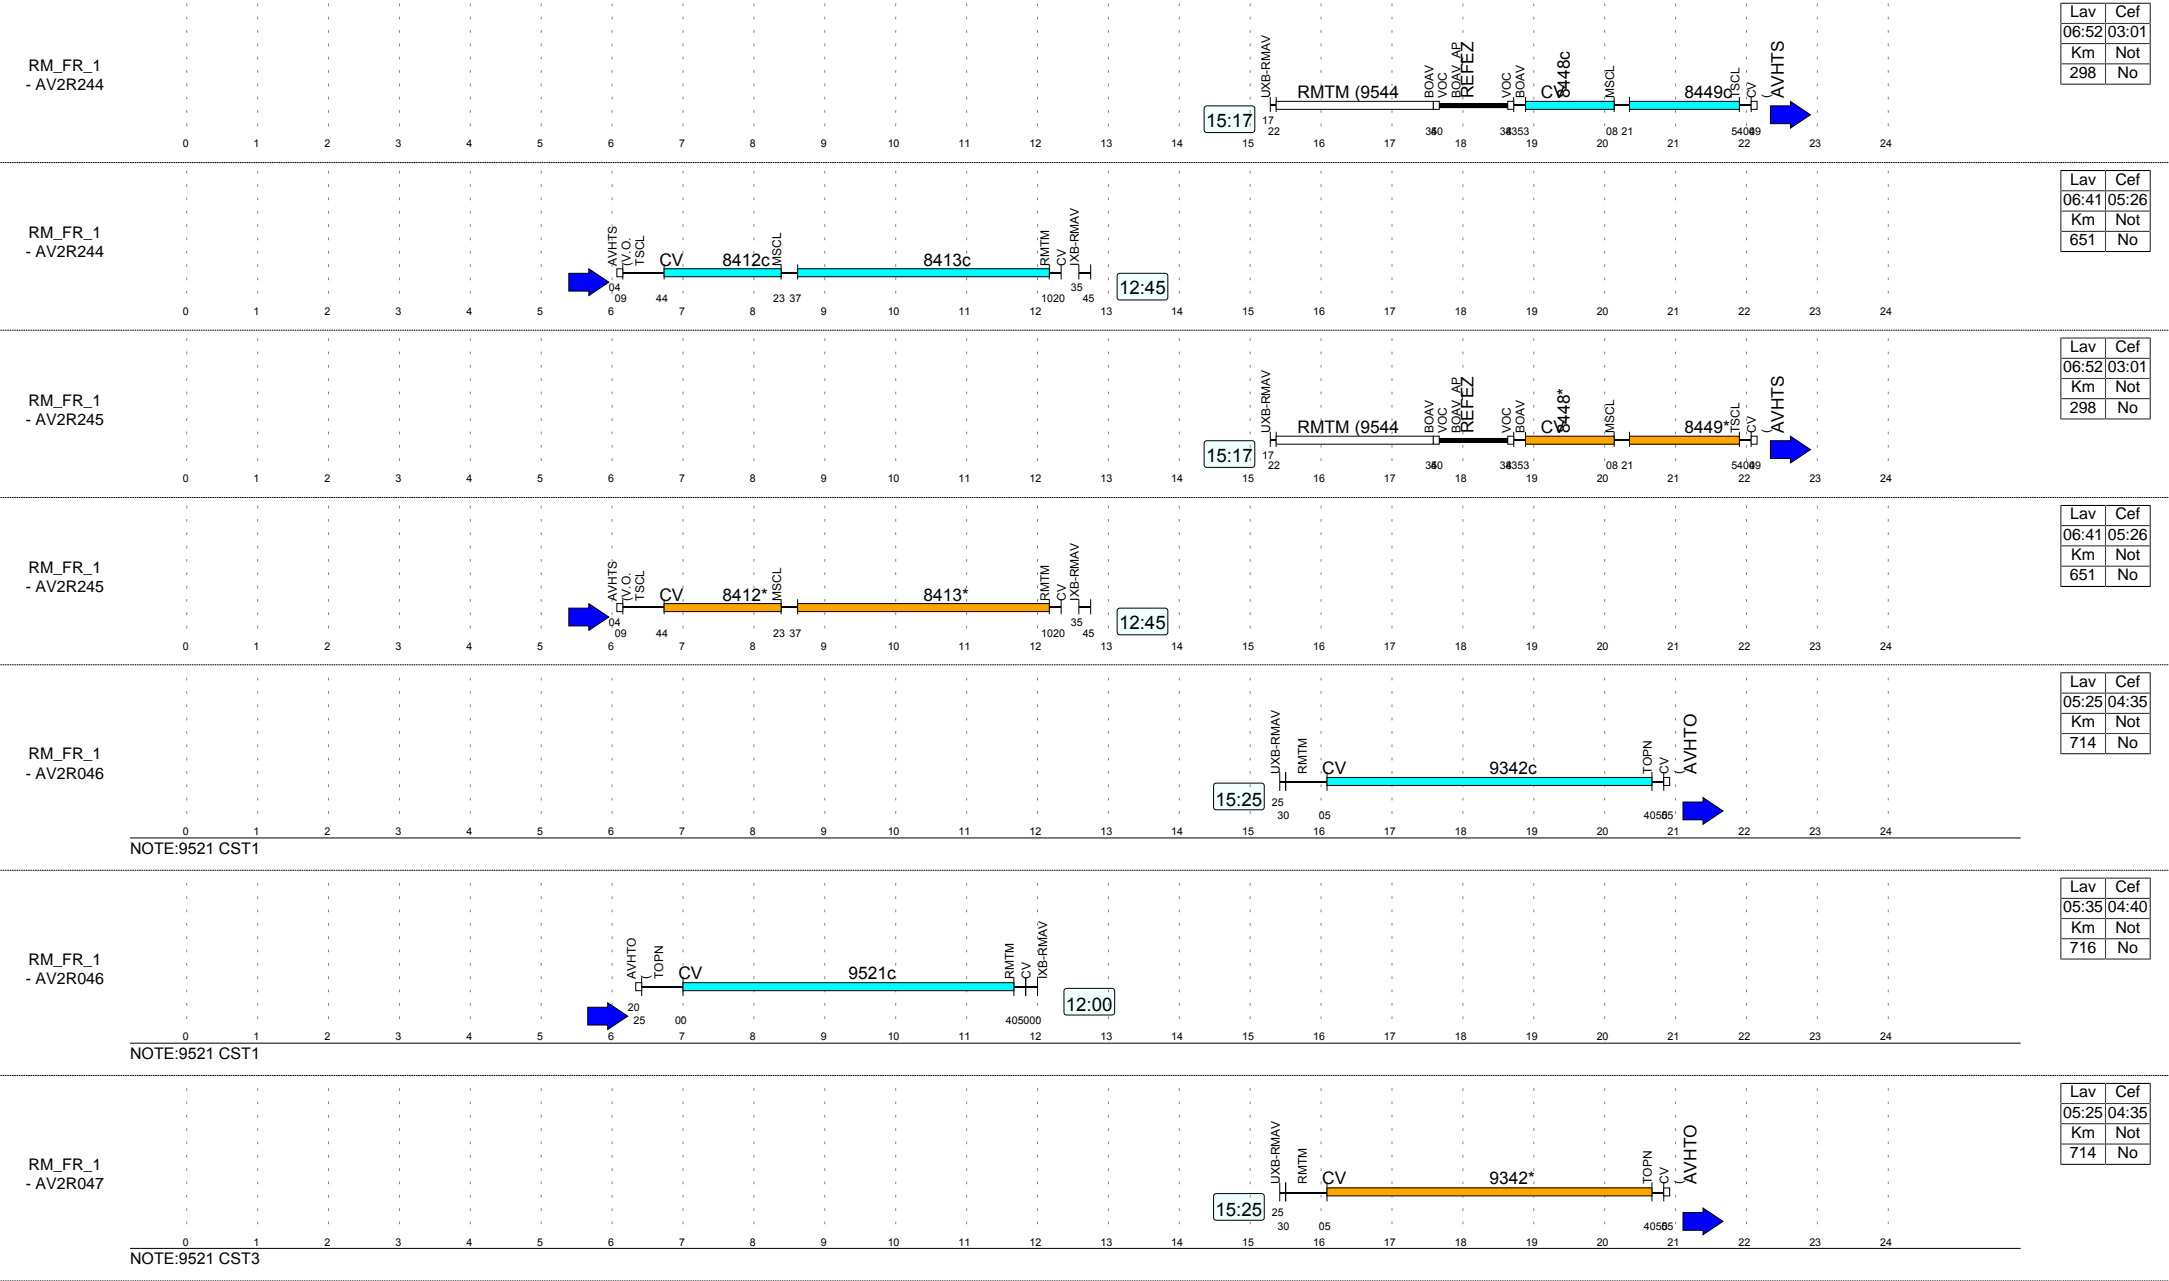 Lav Cef
06:52 03:01
Km Not
298 No
RM_FR_1
- AV2R244
UXB-RMAV RMTM (9544 BOAV VOC BOAV_AP REFEZ VOC BOAV CV 8448c MSCL 8449c TSCL CV ( AVHTS
15:17 17
22 08 21
0 1 2 3 4 5 6 7 8 9 10 11 12 13 14 15 16 17 18 19 20 21 22 23 24
Lav Cef
06:41 05:26
Km Not
651 No
RM_FR_1
- AV2R244
AVHTS (V.O. TSCL CV 8412c MSCL 8413c RMTM CV IXB-RMAV
04 35 12:45
09 44 23 37 1020 45
0 1 2 3 4 5 6 7 8 9 10 11 12 13 14 15 16 17 18 19 20 21 22 23 24
Lav Cef
06:52 03:01
Km Not
298 No
RM_FR_1
- AV2R245
UXB-RMAV RMTM (9544 BOAV VOC BOAV_AP REFEZ VOC BOAV CV 8448* MSCL 8449* TSCL CV ( AVHTS
15:17 17
22 08 21
0 1 2 3 4 5 6 7 8 9 10 11 12 13 14 15 16 17 18 19 20 21 22 23 24
Lav Cef
06:41 05:26
Km Not
651 No
RM_FR_1
- AV2R245
AVHTS (V.O. TSCL CV 8412* MSCL 8413* RMTM CV IXB-RMAV
04 35 12:45
09 44 23 37 1020 45
0 1 2 3 4 5 6 7 8 9 10 11 12 13 14 15 16 17 18 19 20 21 22 23 24
Lav Cef
05:25 04:35
Km Not
714 No
RM_FR_1
- AV2R046
UXB-RMAV RMTM CV 9342c TOPN CV ( AVHTO
15:25 25
30 05
0 1 2 3 4 5 6 7 8 9 10 11 12 13 14 15 16 17 18 19 20 21 22 23 24
NOTE:9521 CST1
Lav Cef
05:35 04:40
Km Not
716 No
RM_FR_1
- AV2R046
AVHTO ( TOPN CV 9521c RMTM CV IXB-RMAV
20 12:00
25 00 405000
0 1 2 3 4 5 6 7 8 9 10 11 12 13 14 15 16 17 18 19 20 21 22 23 24
NOTE:9521 CST1
Lav Cef
05:25 04:35
Km Not
714 No
RM_FR_1
- AV2R047
UXB-RMAV RMTM CV 9342* TOPN CV ( AVHTO
15:25 25
30 05
0 1 2 3 4 5 6 7 8 9 10 11 12 13 14 15 16 17 18 19 20 21 22 23 24
NOTE:9521 CST3